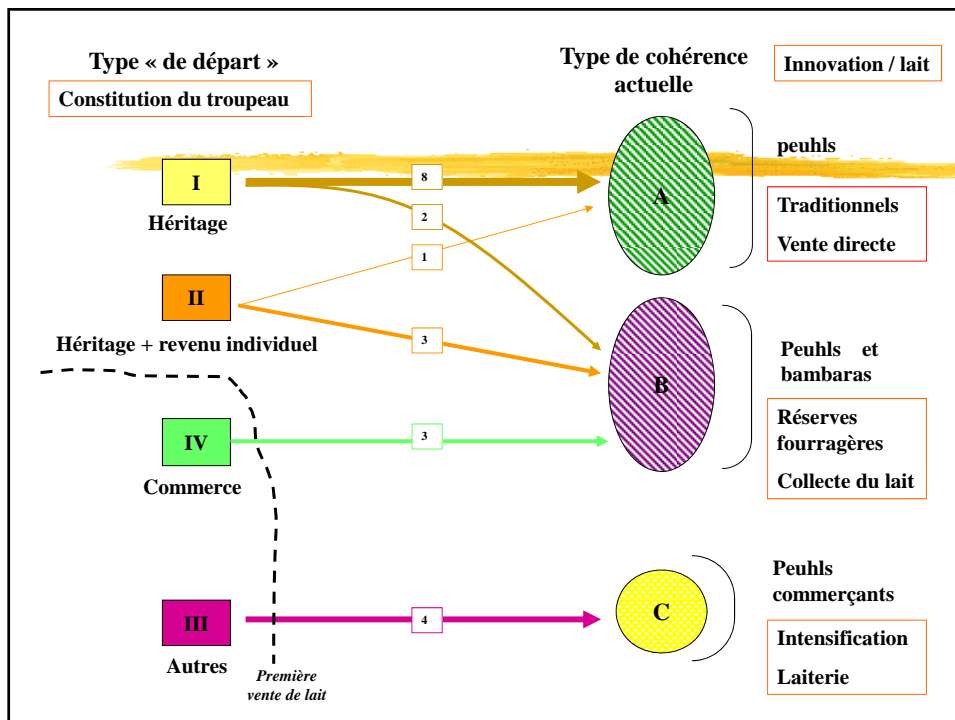 Type « de départ »
Constitution du troupeau
Type de cohérence
actuelle
Innovation / lait
I
Héritage
II
Héritage + revenu individuel
IV
Commerce
III
Autres
Première
vente de lait
8
2
1
3
3
4
A
B
C
peuhls
Traditionnels
Vente directe
Peuhls et
bambaras
Réserves
fourragères
Collecte du lait
Peuhls
commerçants
Intensification
Laiterie